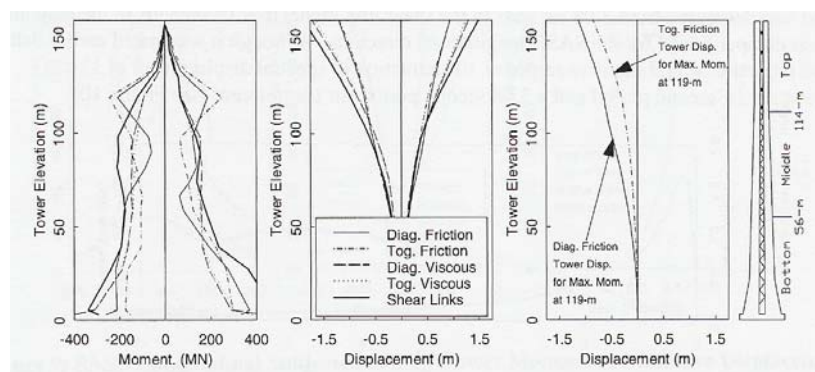 Tower Elevation (m)
0 50 100 150
-400 -200 0 200 400
Moment. (MN)
Tower Elevation (m)
0 50 100 150
Diag. Friction
Tog. Friction
Diag. Viscous
Tog. Viscous
Shear Links
-1.5 -0.5 0.5 1.5
Displacement (m)
Tower Elevation (m)
0 50 100 150
Tog. Friction
Tower Disp.
for Max. Mom.
at 119-m
Diag. Friction
Tower Disp.
for Max. Mom.
at 119-m
-1.5 -0.5 0.5 1.5
Displacement (m)
Top
114-m
Middle
56-m
Bottom